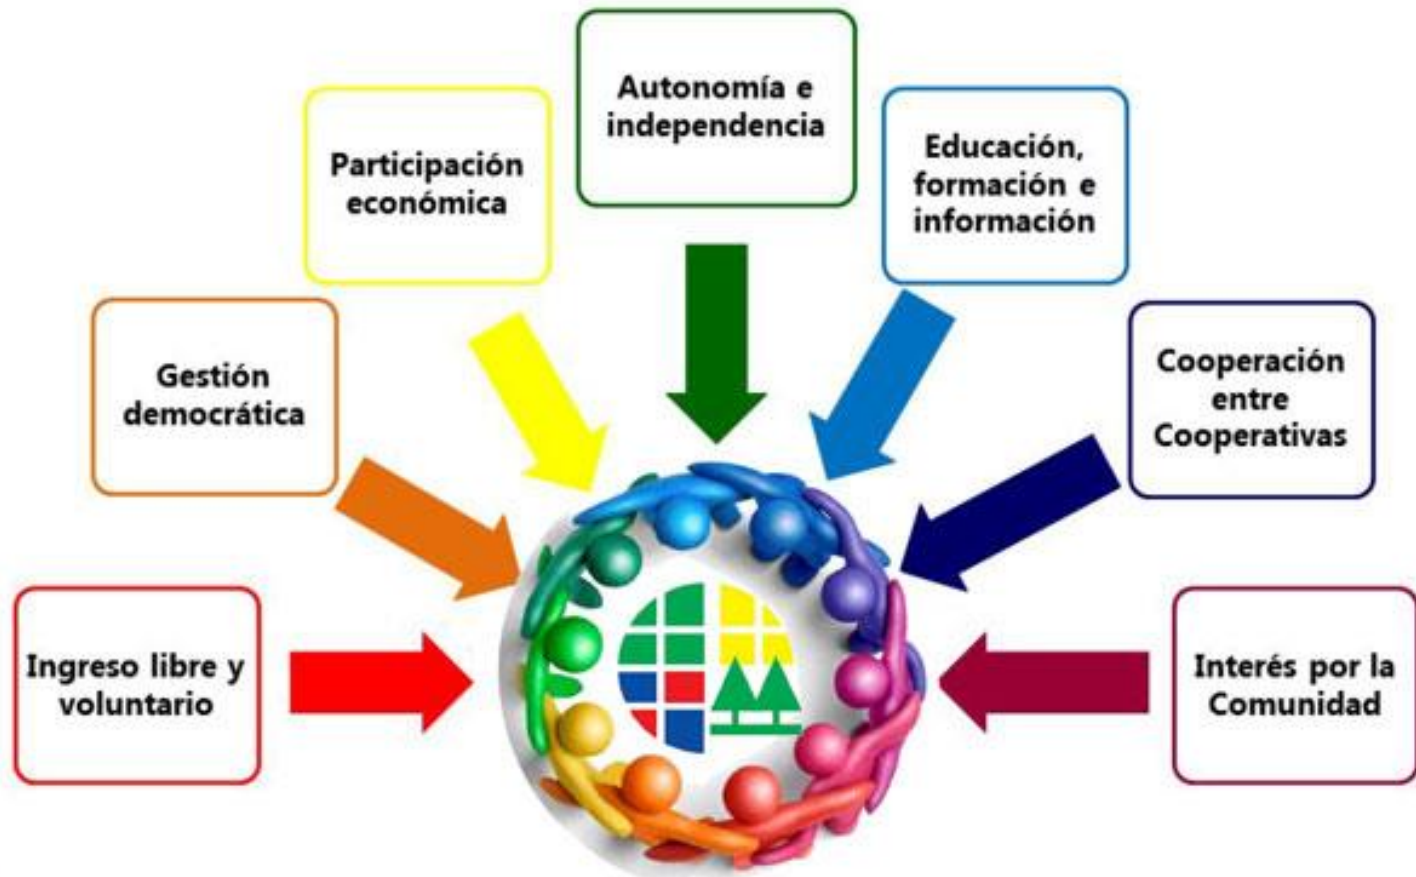 Autonomía e
independencia
Participación
económica
Educación,
formación e
información
Gestión
democrática
Cooperación
entre
Cooperativas
Ingreso libre y
voluntario
Interés por la
Comunidad